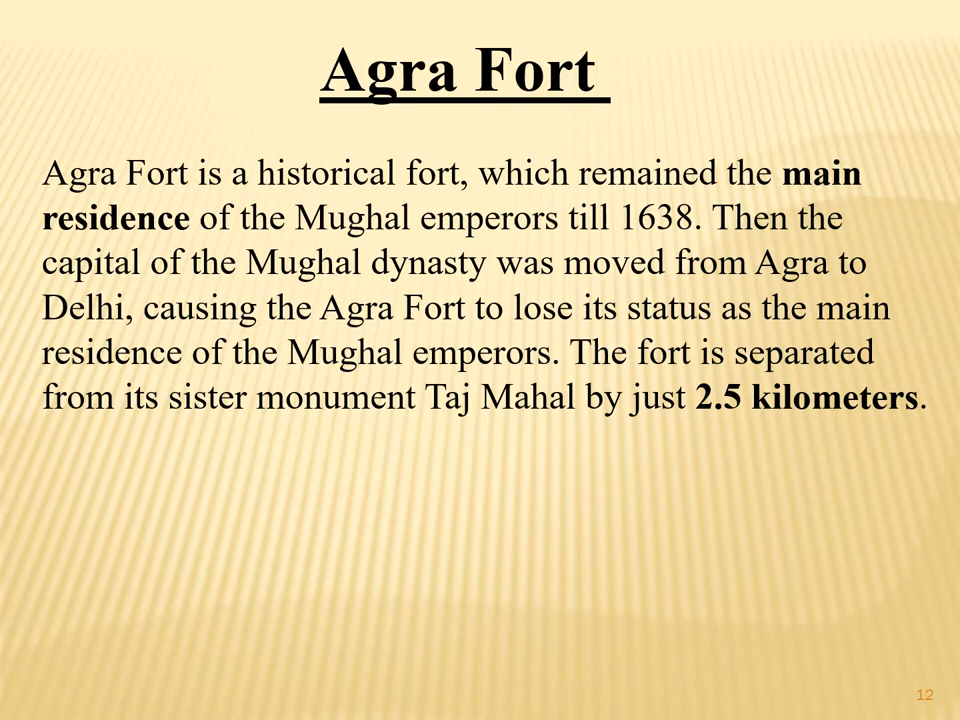 Agra Fort
Agra Fort is a historical fort, which remained the main
residence of the Mughal emperors till 1638. Then the
capital of the Mughal dynasty was moved from Agra to
Delhi, causing the Agra Fort to lose its status as the main
residence of the Mughal emperors. The fort is separated
from its sister monument Taj Mahal by just 2.5 kilometers.
12